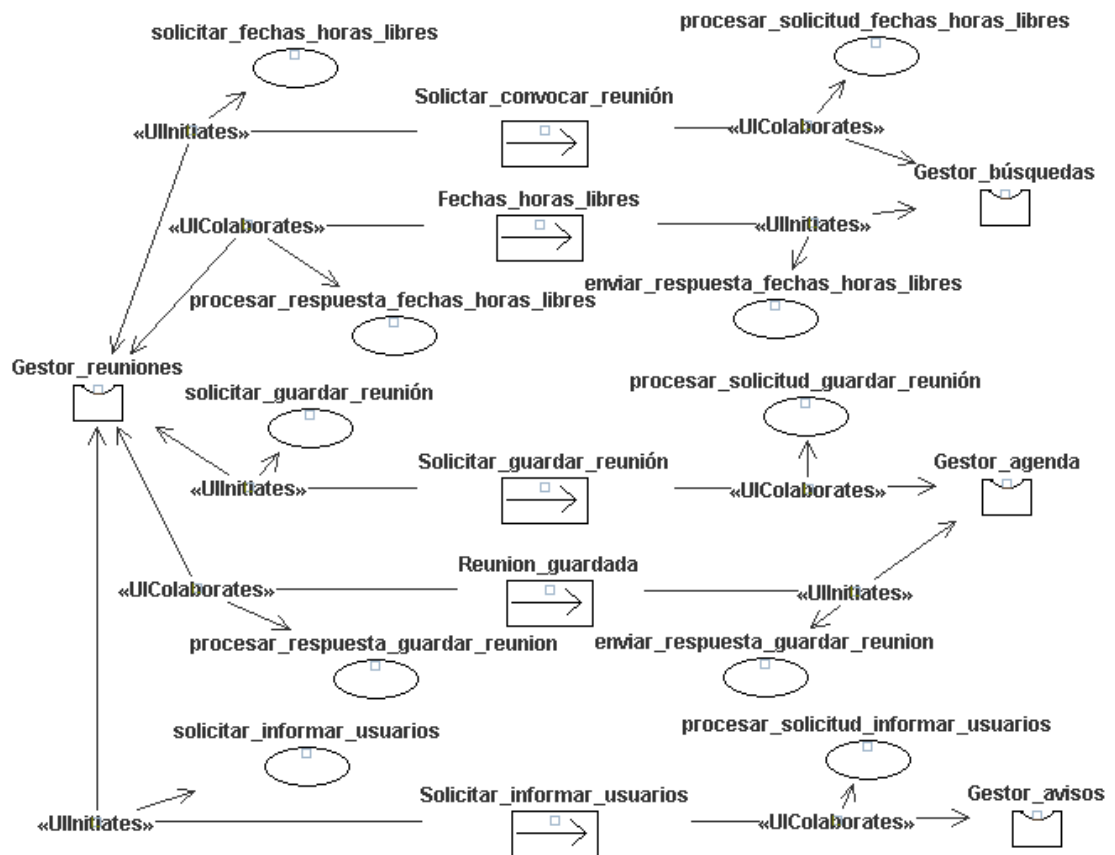 solicitar_fechas_horas_libres
procesar_solicitud_fechas_horas_libres
Solictar_convocar_reunión
«UIInitiates»
«UIColaborates»
Gestor_búsquedas
Fechas_horas_libres
«UIColaborates»
«UIInitiates»
procesar_respuesta_fechas_horas_libres
enviar_respuesta_fechas_horas_libres
Gestor_reuniones
solicitar_guardar_reunión
procesar_solicitud_guardar_reunión
Solicitar_guardar_reunión
Gestor_agenda
«UIInitiates»
«UIColaborates»
Reunion_guardada
«UIColaborates»
«UIInitiates»
procesar_respuesta_guardar_reunion
enviar_respuesta_guardar_reunion
solicitar_informar_usuarios
procesar_solicitud_informar_usuarios
Solicitar_informar_usuarios
Gestor_avisos
«UIInitiates»
«UIColaborates»